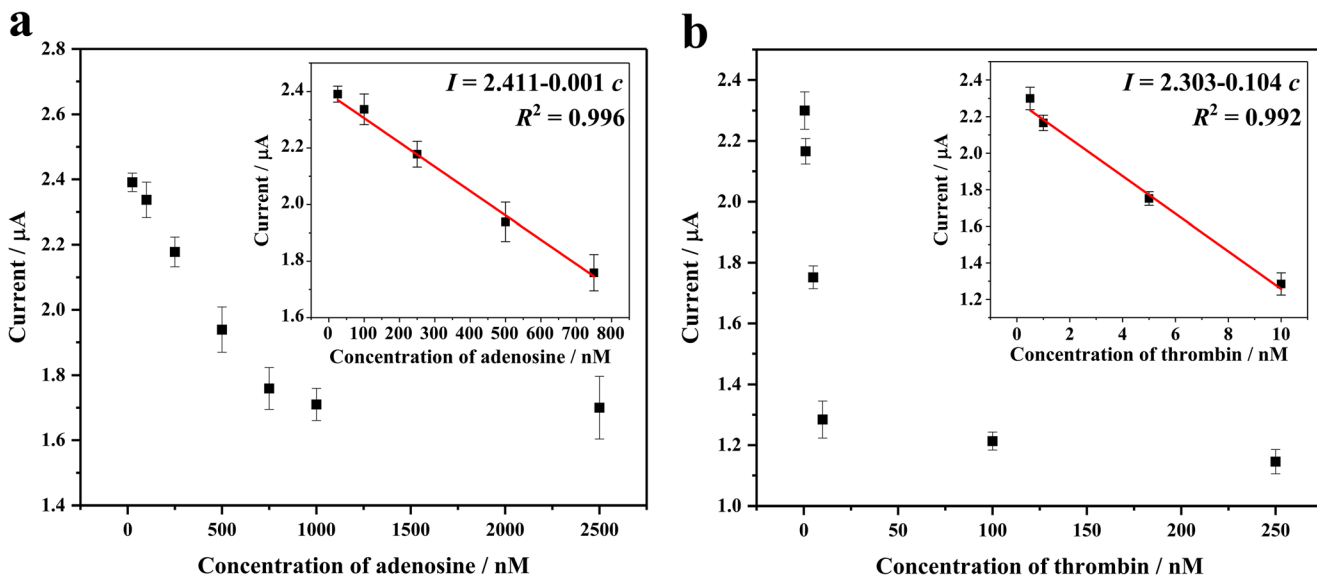 a
2.8
2.6
2.4
2.2
2.0
1.8
1.6
1.4
Current / μA
0 500 1000 1500 2000 2500
Concentration of adenosine / nM
I = 2.411-0.001 c
R² = 0.996
2.4
2.2
2.0
1.8
1.6
Current / μA
0 100 200 300 400 500 600 700 800
Concentration of adenosine / nM
b
2.4
2.2
2.0
1.8
1.6
1.4
1.2
1.0
Current / μA
0 50 100 150 200 250
Concentration of thrombin / nM
I = 2.303-0.104 c
R² = 0.992
2.4
2.2
2.0
1.8
1.6
1.4
1.2
Current / μA
0 2 4 6 8 10
Concentration of thrombin / nM